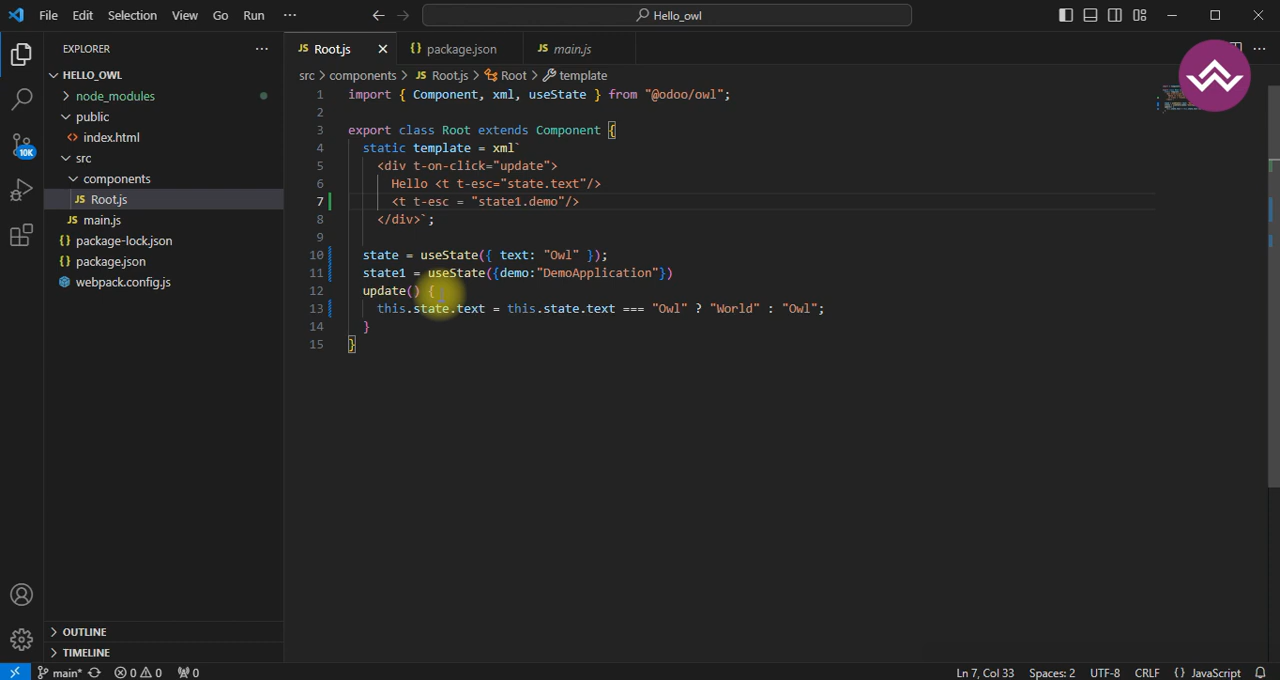 File Edit Selection View Go Run ··· Hello_owl
EXPLORER ···
HELLO_OWL
node_modules
public
<> index.html
src
components
JS Root.js
JS main.js
{} package-lock.json
{} package.json
webpack.config.js
OUTLINE
TIMELINE
10K
JS Root.js × {} package.json JS main.js
src > components > JS Root.js > Root > template
1 import { Component, xml, useState } from "@odoo/owl";
2
3 export class Root extends Component {
4 static template = xml`
5 <div t-on-click="update">
6 Hello <t t-esc="state.text"/>
7 <t t-esc = "state1.demo"/>
8 </div>`;
9
10 state = useState({ text: "Owl" });
11 state1 = useState({demo:"DemoApplication"})
12 update() {
13 this.state.text = this.state.text === "Owl" ? "World" : "Owl";
14 }
15 }
main* 0 0 0 Ln 7, Col 33 Spaces: 2 UTF-8 CRLF {} JavaScript